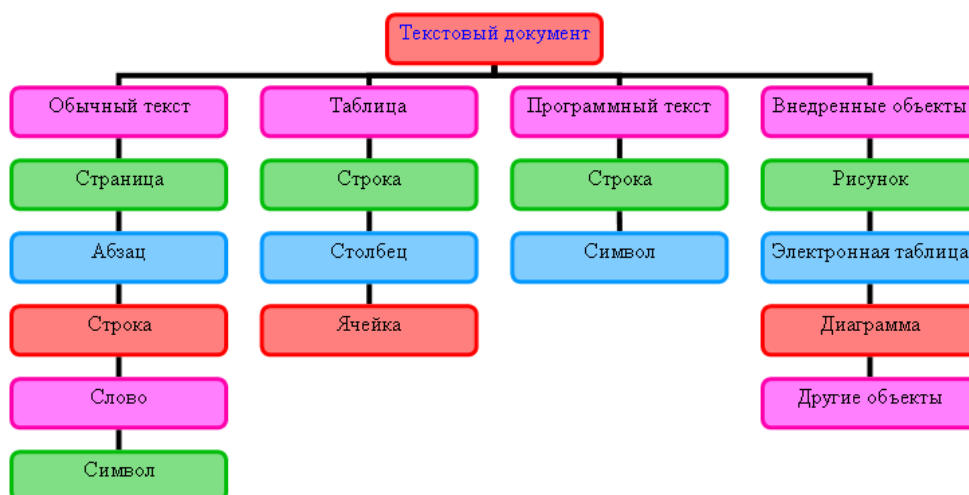 Текстовый документ
Обычный текст
Таблица
Программный текст
Внедренные объекты
Страница
Строка
Строка
Рисунок
Абзац
Столбец
Символ
Электронная таблица
Строка
Ячейка
Диаграмма
Слово
Другие объекты
Символ